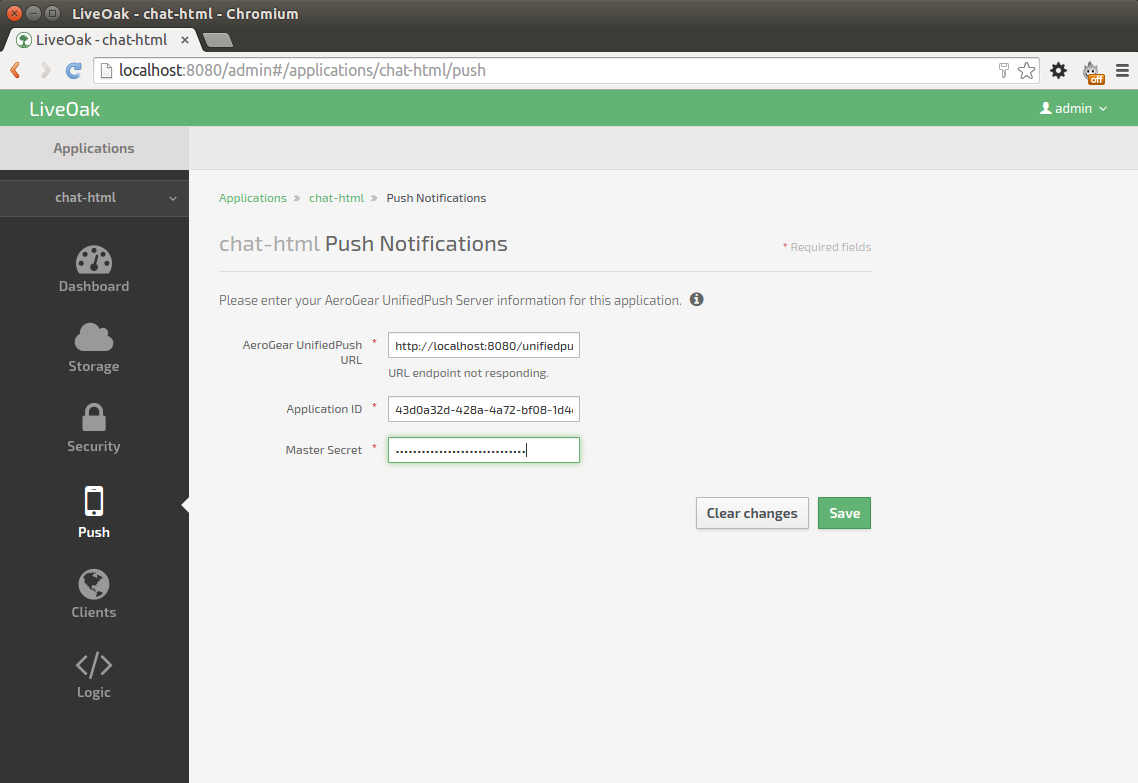 LiveOak - chat-html - Chromium
LiveOak - chat-html
localhost:8080/admin#/applications/chat-html/push
off
LiveOak
admin
Applications
chat-html
Applications » chat-html » Push Notifications
chat-html Push Notifications
* Required fields
Please enter your AeroGear UnifiedPush Server information for this application.
AeroGear UnifiedPush *
URL
http://localhost:8080/unifiedpu
URL endpoint not responding.
Application ID *
43d0a32d-428a-4a72-bf08-1d4
Master Secret *
Clear changes
Save
Dashboard
Storage
Security
Push
Clients
Logic